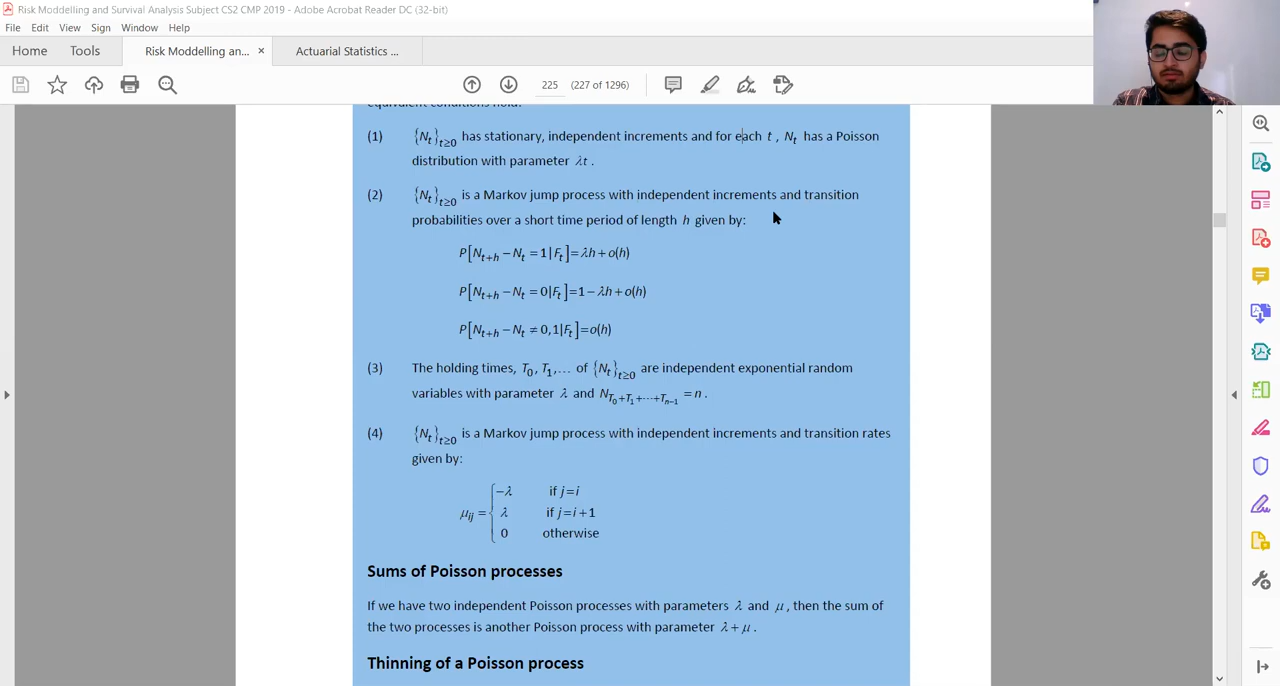 Risk Moddelling and Survival Analysis Subject CS2 CMP 2019 - Adobe Acrobat Reader DC (32-bit)
File Edit View Sign Window Help
Home Tools Risk Moddelling an... × Actuarial Statistics ...
225 (227 of 1296)
equivalent conditions hold:
(1) {N_t}_{t≥0} has stationary, independent increments and for each t , N_t has a Poisson
distribution with parameter λt .
(2) {N_t}_{t≥0} is a Markov jump process with independent increments and transition
probabilities over a short time period of length h given by:
P[N_{t+h} − N_t = 1 | F_t] = λh + o(h)
P[N_{t+h} − N_t = 0 | F_t] = 1 − λh + o(h)
P[N_{t+h} − N_t ≠ 0,1 | F_t] = o(h)
(3) The holding times, T_0, T_1,... of {N_t}_{t≥0} are independent exponential random
variables with parameter λ and N_{T_0+T_1+⋯+T_{n−1}} = n .
(4) {N_t}_{t≥0} is a Markov jump process with independent increments and transition rates
given by:
−λ if j = i
μ_{ij} = { λ if j = i + 1
0 otherwise
Sums of Poisson processes
If we have two independent Poisson processes with parameters λ and μ , then the sum of
the two processes is another Poisson process with parameter λ + μ .
Thinning of a Poisson process